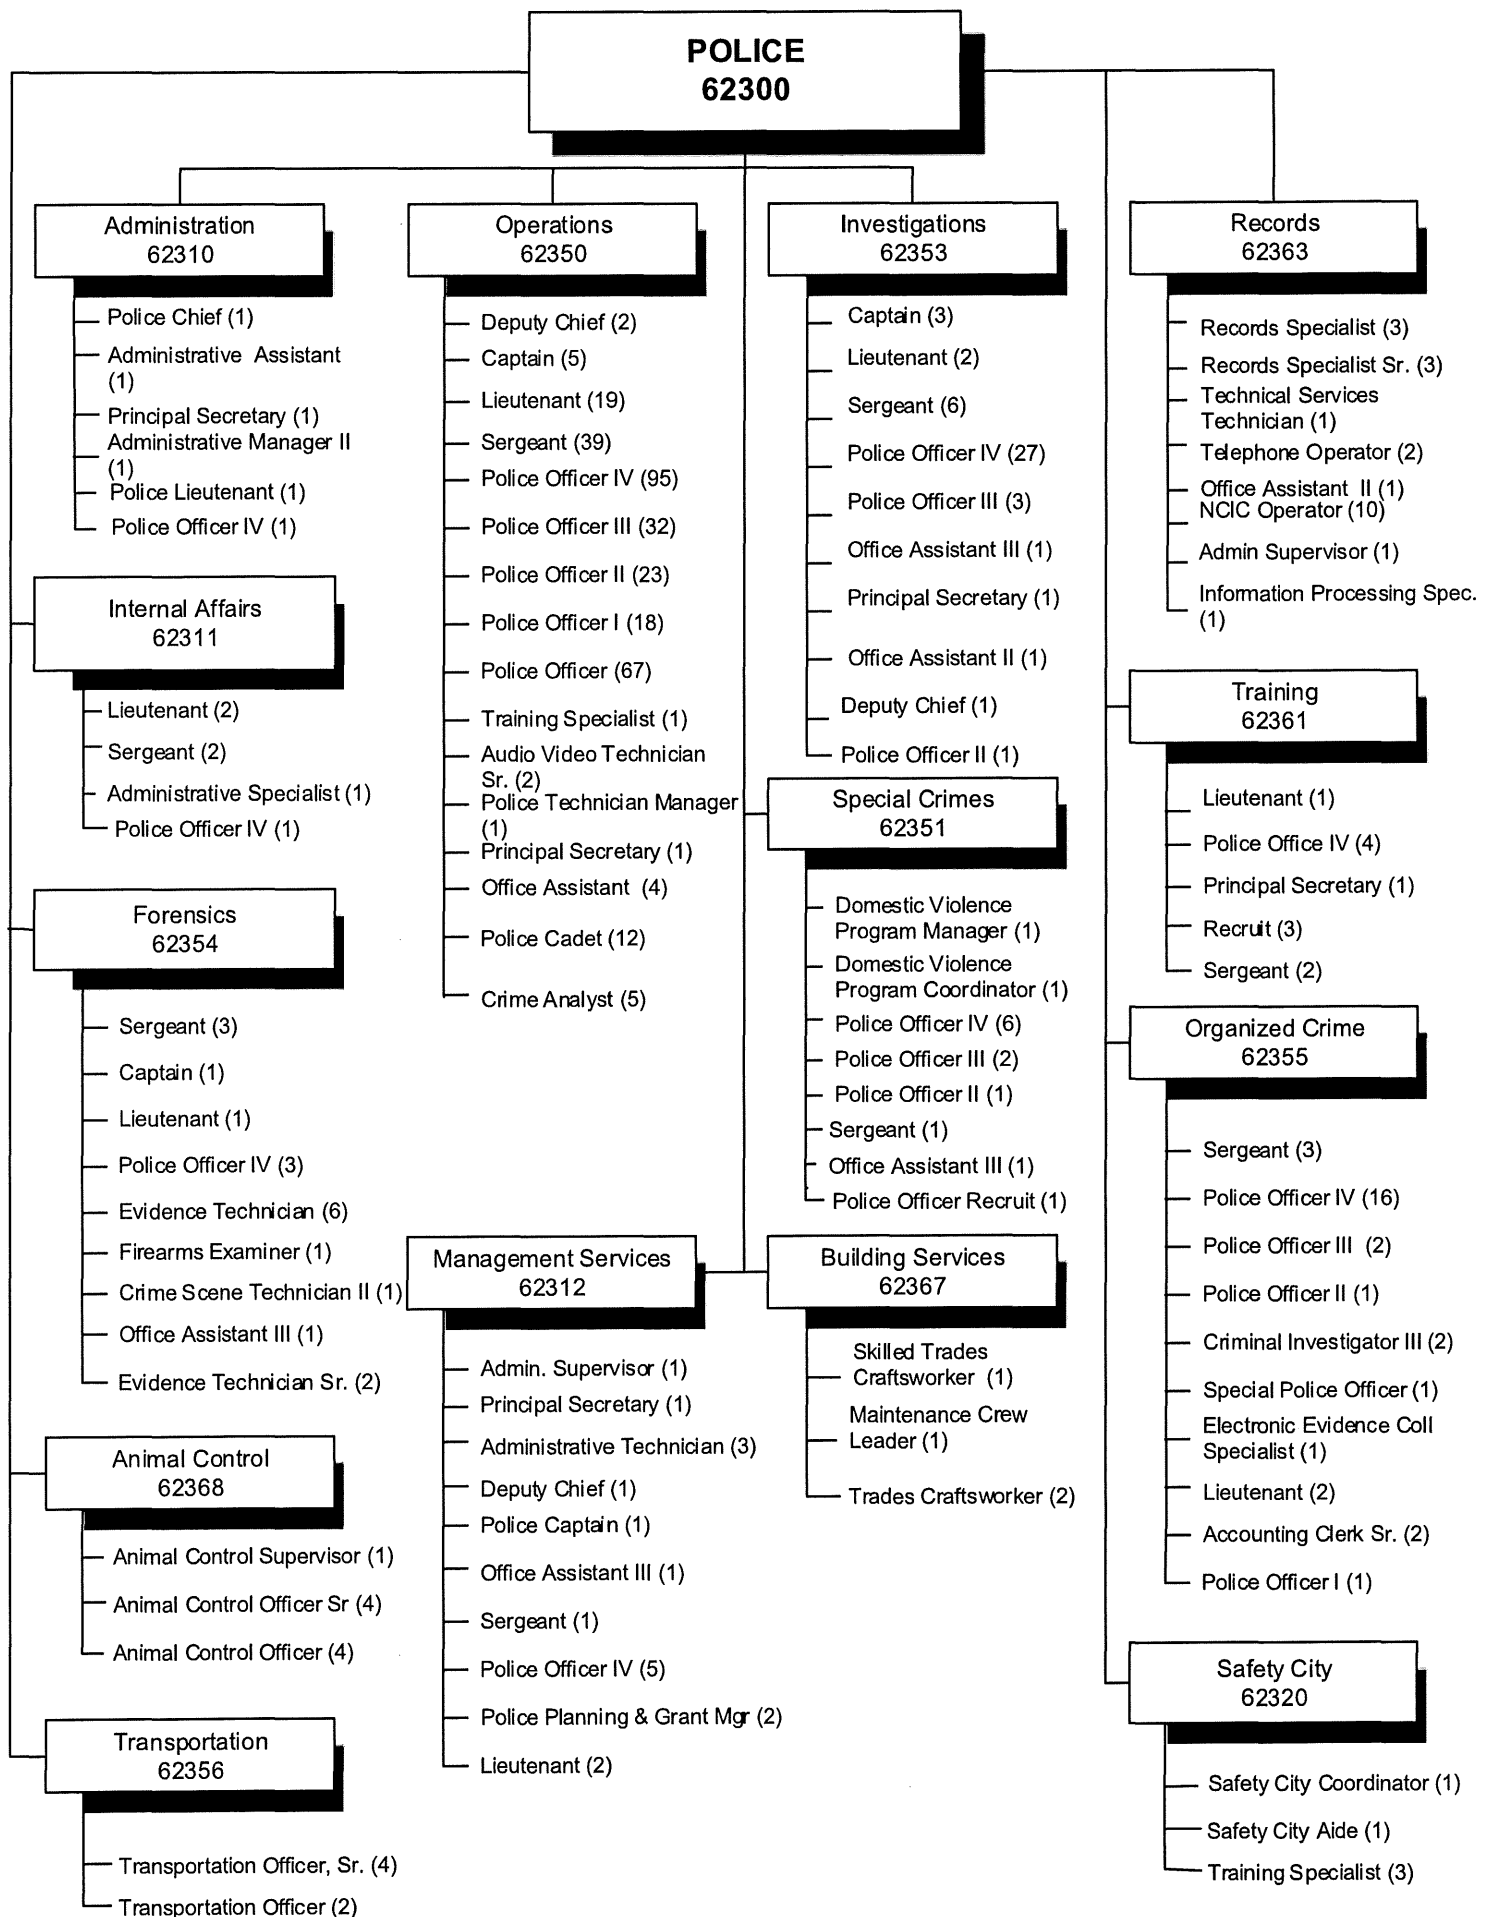 POLICE
62300
Administration
62310
Police Chief (1)
Administrative Assistant
(1)
Principal Secretary (1)
Administrative Manager II
(1)
Police Lieutenant (1)
Police Officer IV (1)
Internal Affairs
62311
Lieutenant (2)
Sergeant (2)
Administrative Specialist (1)
Police Officer IV (1)
Forensics
62354
Sergeant (3)
Captain (1)
Lieutenant (1)
Police Officer IV (3)
Evidence Technician (6)
Firearms Examiner (1)
Crime Scene Technician II (1)
Office Assistant III (1)
Evidence Technician Sr. (2)
Animal Control
62368
Animal Control Supervisor (1)
Animal Control Officer Sr (4)
Animal Control Officer (4)
Transportation
62356
Transportation Officer, Sr. (4)
Transportation Officer (2)
Operations
62350
Deputy Chief (2)
Captain (5)
Lieutenant (19)
Sergeant (39)
Police Officer IV (95)
Police Officer III (32)
Police Officer II (23)
Police Officer I (18)
Police Officer (67)
Training Specialist (1)
Audio Video Technician
Sr. (2)
Police Technician Manager
(1)
Principal Secretary (1)
Office Assistant (4)
Police Cadet (12)
Crime Analyst (5)
Management Services
62312
Admin. Supervisor (1)
Principal Secretary (1)
Administrative Technician (3)
Deputy Chief (1)
Police Captain (1)
Office Assistant III (1)
Sergeant (1)
Police Officer IV (5)
Police Planning & Grant Mgr (2)
Lieutenant (2)
Investigations
62353
Captain (3)
Lieutenant (2)
Sergeant (6)
Police Officer IV (27)
Police Officer III (3)
Office Assistant III (1)
Principal Secretary (1)
Office Assistant II (1)
Deputy Chief (1)
Police Officer II (1)
Special Crimes
62351
Domestic Violence
Program Manager (1)
Domestic Violence
Program Coordinator (1)
Police Officer IV (6)
Police Officer III (2)
Police Officer II (1)
Sergeant (1)
Office Assistant III (1)
Police Officer Recruit (1)
Building Services
62367
Skilled Trades
Craftsworker (1)
Maintenance Crew
Leader (1)
Trades Craftsworker (2)
Records
62363
Records Specialist (3)
Records Specialist Sr. (3)
Technical Services
Technician (1)
Telephone Operator (2)
Office Assistant II (1)
NCIC Operator (10)
Admin Supervisor (1)
Information Processing Spec.
(1)
Training
62361
Lieutenant (1)
Police Office IV (4)
Principal Secretary (1)
Recruit (3)
Sergeant (2)
Organized Crime
62355
Sergeant (3)
Police Officer IV (16)
Police Officer III (2)
Police Officer II (1)
Criminal Investigator III (2)
Special Police Officer (1)
Electronic Evidence Coll
Specialist (1)
Lieutenant (2)
Accounting Clerk Sr. (2)
Police Officer I (1)
Safety City
62320
Safety City Coordinator (1)
Safety City Aide (1)
Training Specialist (3)